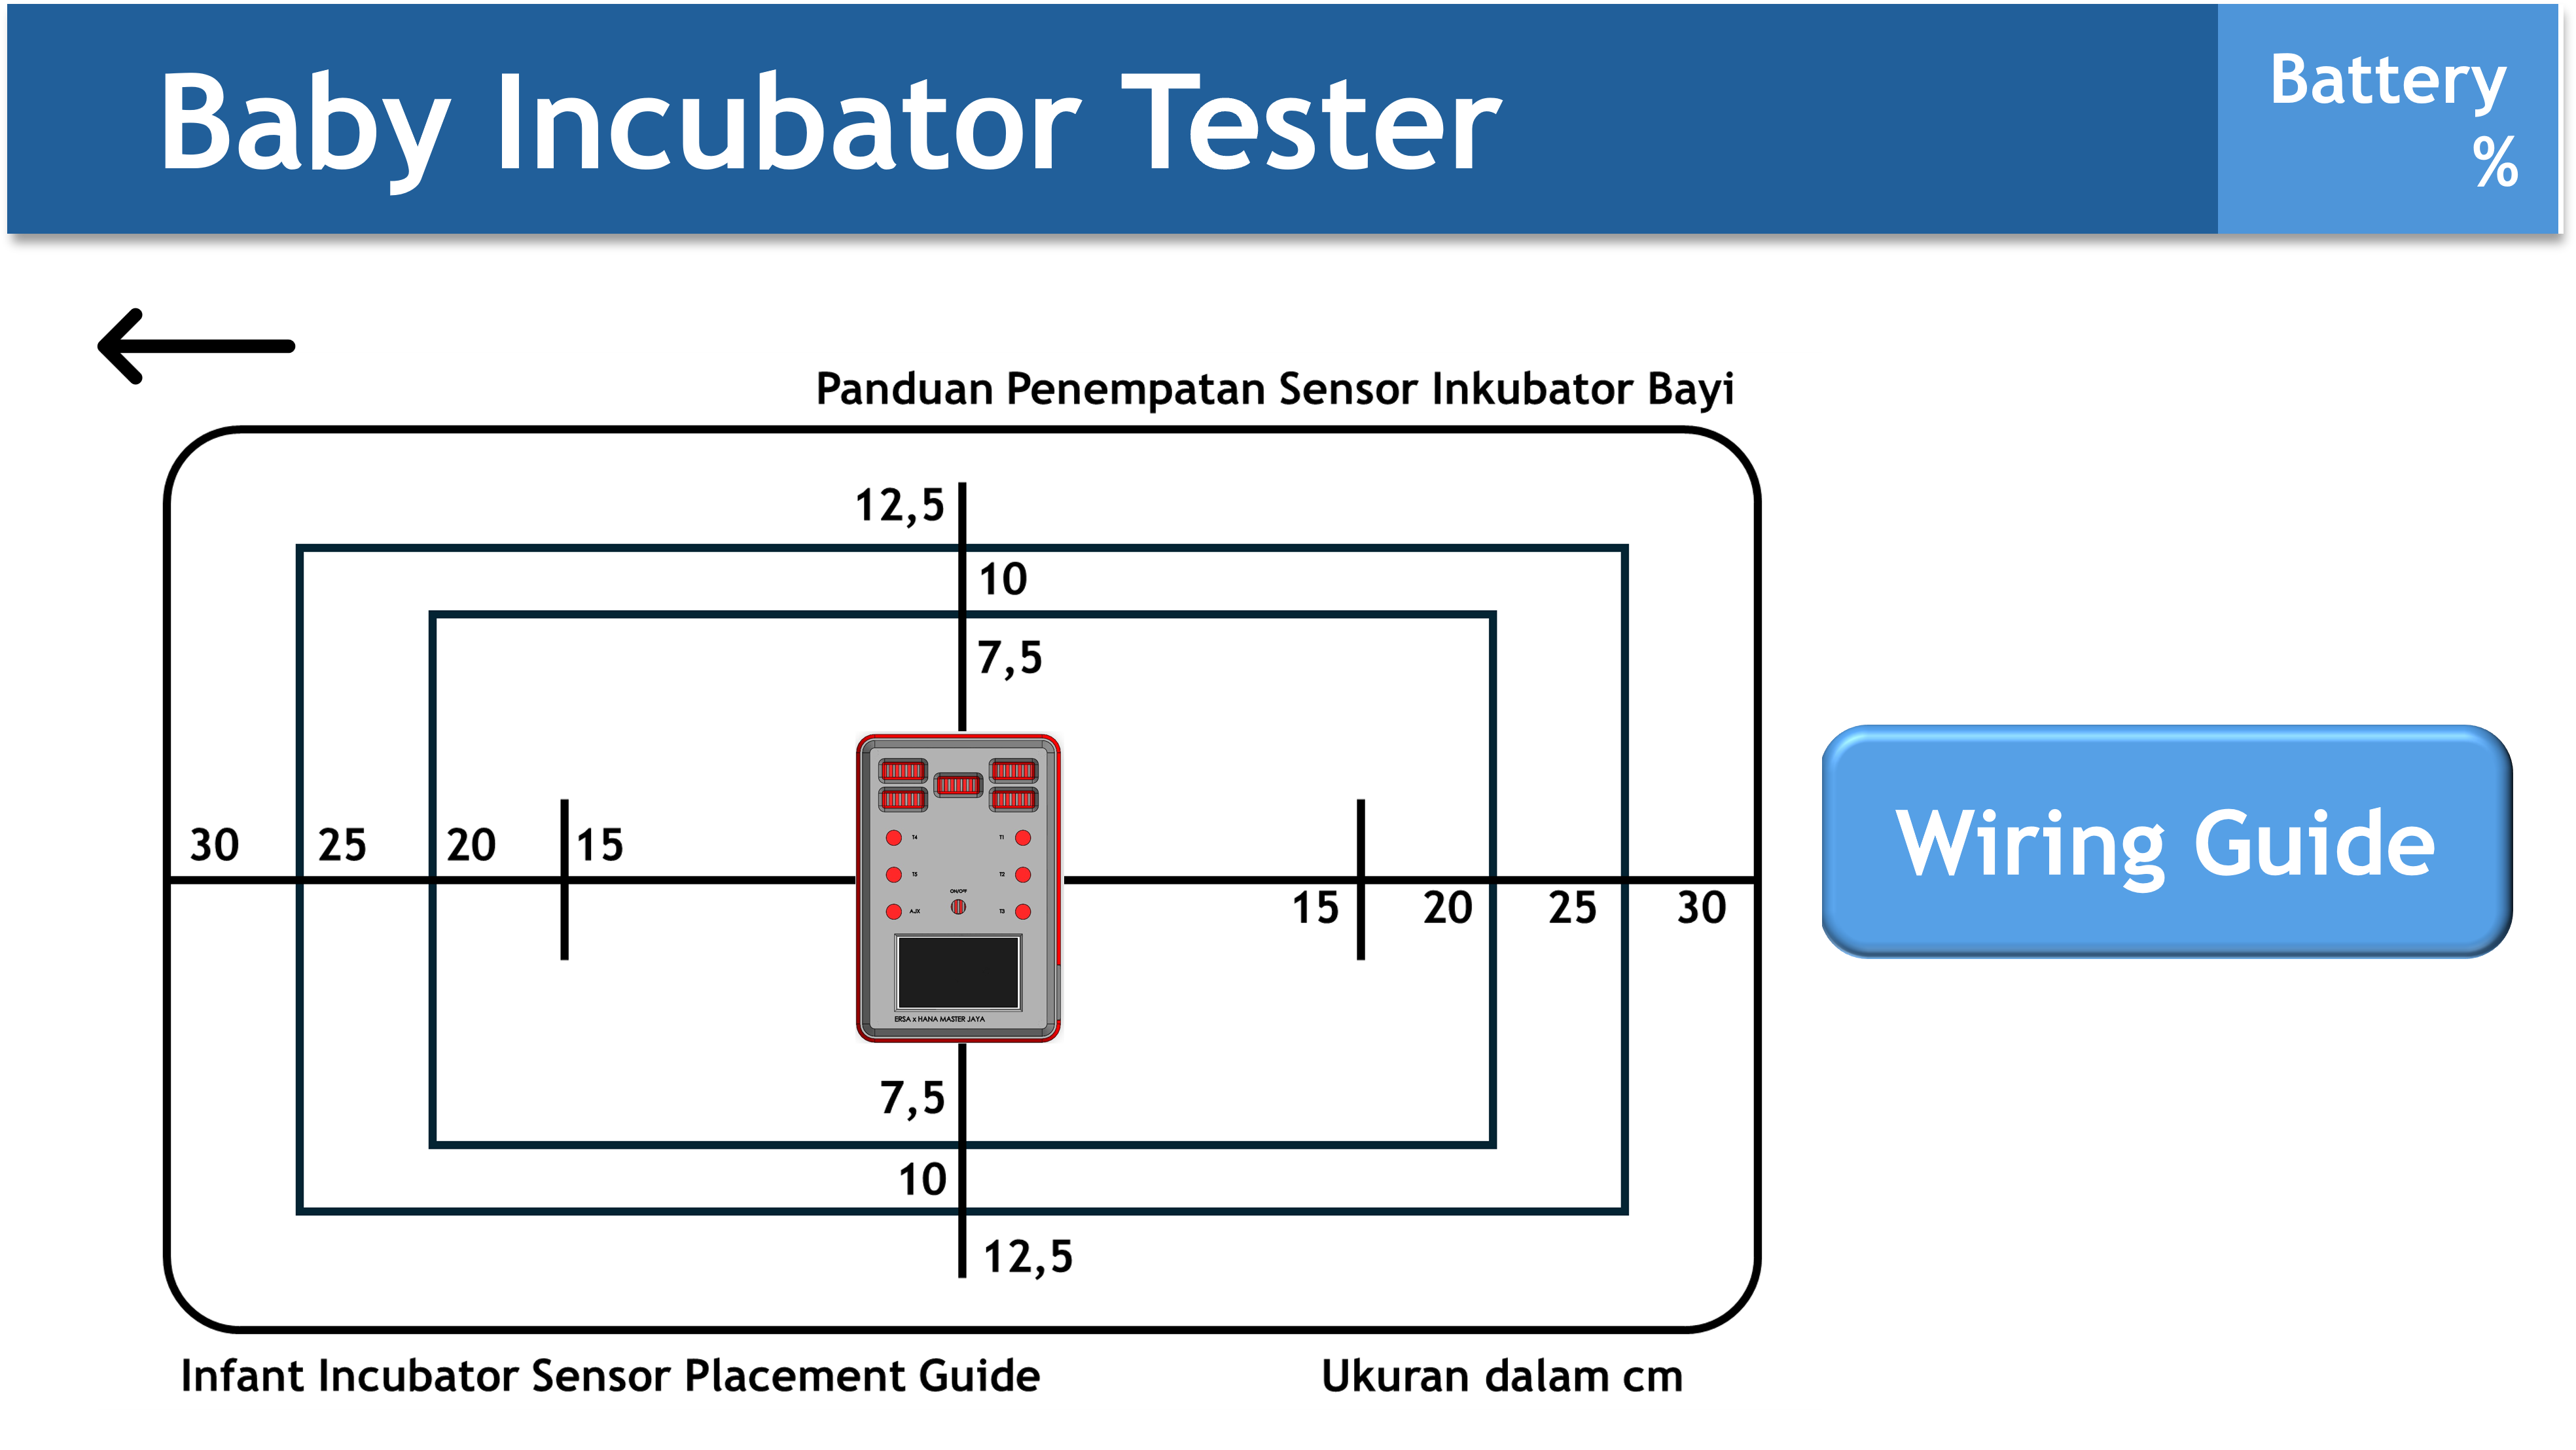 Baby Incubator Tester
Battery
%
Panduan Penempatan Sensor Inkubator Bayi
12,5
10
7,5
30 25 20 15
15 20 25 30
T4 T1
T5 T2
ON/OFF
AUX T3
ERSA x HANA MASTER JAYA
Wiring Guide
7,5
10
12,5
Infant Incubator Sensor Placement Guide
Ukuran dalam cm